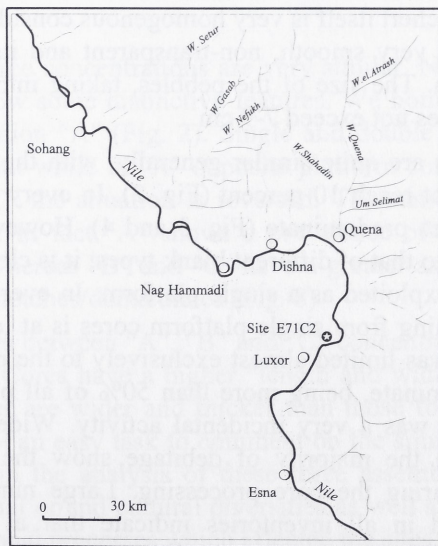 W. Setur
W. el Atrash
W. Gasab
W. Nefukh
W. Quena
W. Shahadin
Sohang
Nile
Um Selimat
Quena
Dishna
Nag Hammadi
Site E71C2
Luxor
Esna
Nile
0 30 km